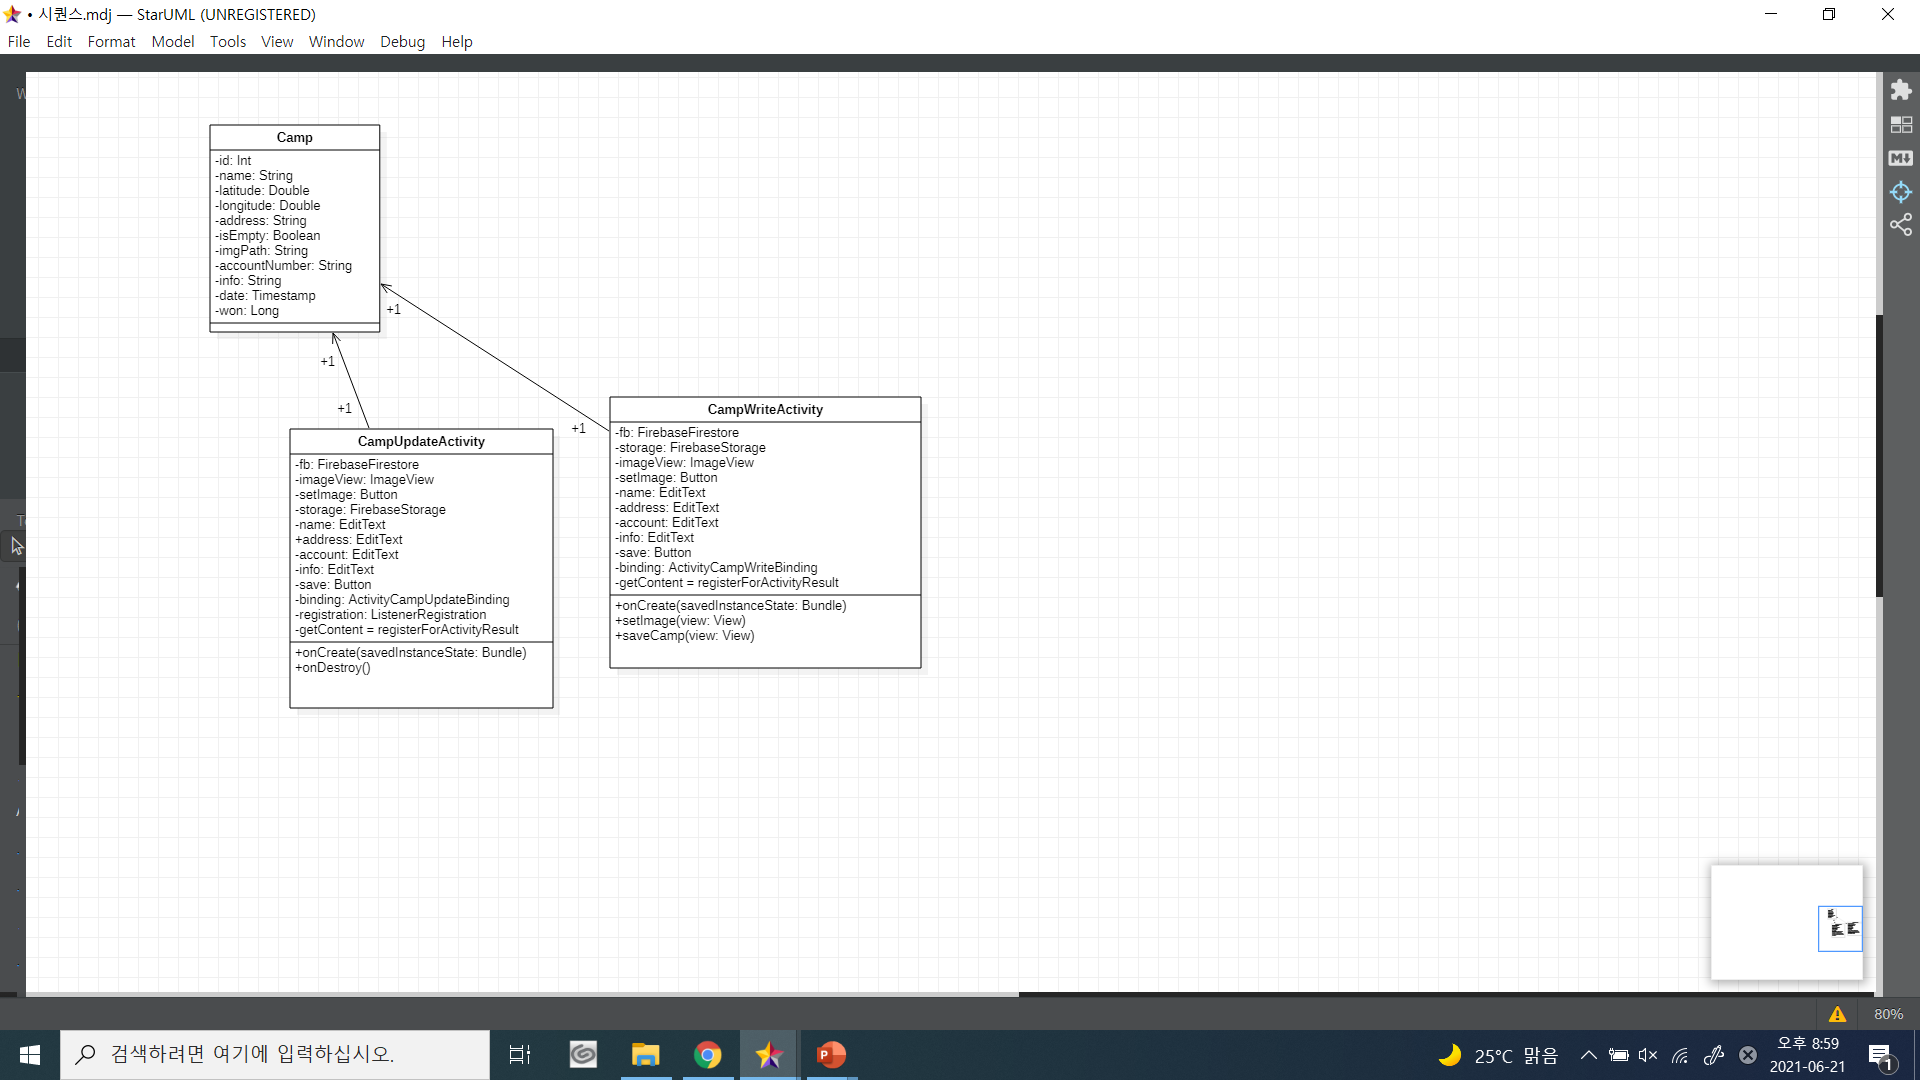 • 시퀀스.mdj — StarUML (UNREGISTERED)
File Edit Format Model Tools View Window Debug Help
Camp
-id: Int
-name: String
-latitude: Double
-longitude: Double
-address: String
-isEmpty: Boolean
-imgPath: String
-accountNumber: String
-info: String
-date: Timestamp
-won: Long
+1
+1
+1
+1
CampUpdateActivity
-fb: FirebaseFirestore
-imageView: ImageView
-setImage: Button
-storage: FirebaseStorage
-name: EditText
+address: EditText
-account: EditText
-info: EditText
-save: Button
-binding: ActivityCampUpdateBinding
-registration: ListenerRegistration
-getContent = registerForActivityResult
+onCreate(savedInstanceState: Bundle)
+onDestroy()
CampWriteActivity
-fb: FirebaseFirestore
-storage: FirebaseStorage
-imageView: ImageView
-setImage: Button
-name: EditText
-address: EditText
-account: EditText
-info: EditText
-save: Button
-binding: ActivityCampWriteBinding
-getContent = registerForActivityResult
+onCreate(savedInstanceState: Bundle)
+setImage(view: View)
+saveCamp(view: View)
80%
검색하려면 여기에 입력하십시오.
25°C 맑음
오후 8:59
2021-06-21
1